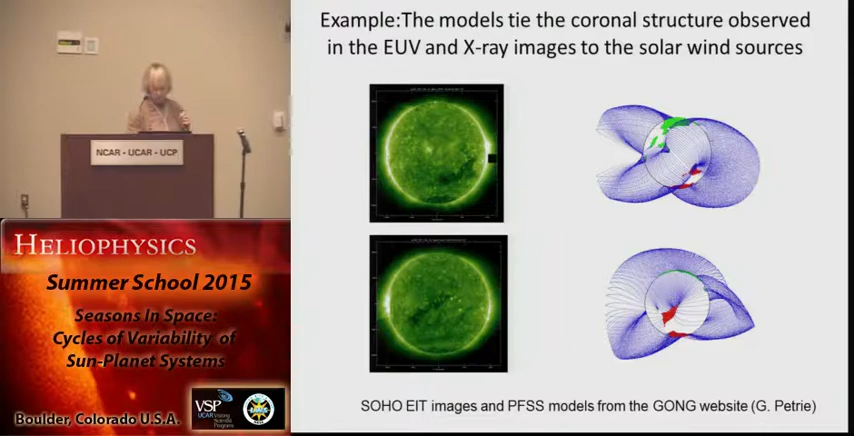 Example:The models tie the coronal structure observed
in the EUV and X-ray images to the solar wind sources
NCAR - UCAR - UCP
HELIOPHYSICS
Summer School 2015
Seasons In Space:
Cycles of Variability of
Sun-Planet Systems
Boulder, Colorado U.S.A.
VSP
UCAR Visiting
Scientist
Programs
SOHO EIT images and PFSS models from the GONG website (G. Petrie)